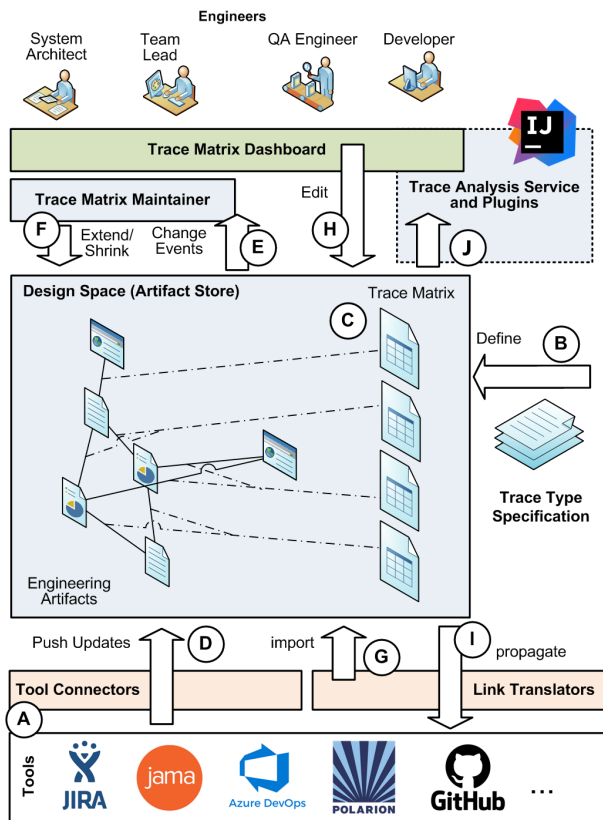 Engineers
System Architect
Team Lead
QA Engineer
Developer
IJ
Trace Matrix Dashboard
Trace Analysis Service
and Plugins
Trace Matrix Maintainer
Edit
F
Extend/
Shrink
Change
Events
E
H
J
Design Space (Artifact Store)
C
Trace Matrix
Define
B
Trace Type
Specification
Engineering
Artifacts
Push Updates
D
import
G
I
propagate
Tool Connectors
Link Translators
A
Tools
JIRA
jama
Azure DevOps
POLARION
GitHub
...